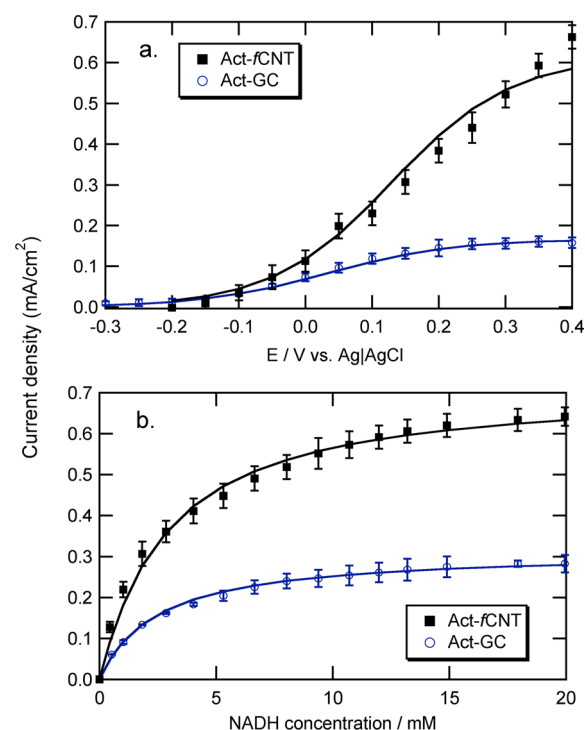 a.
Act-fCNT
Act-GC
0.7
0.6
0.5
0.4
0.3
0.2
0.1
0.0
-0.3 -0.2 -0.1 0.0 0.1 0.2 0.3 0.4
E / V vs. Ag|AgCl
Current density (mA/cm²)
b.
0.7
0.6
0.5
0.4
0.3
0.2
0.1
0.0
Act-fCNT
Act-GC
0 5 10 15 20
NADH concentration / mM